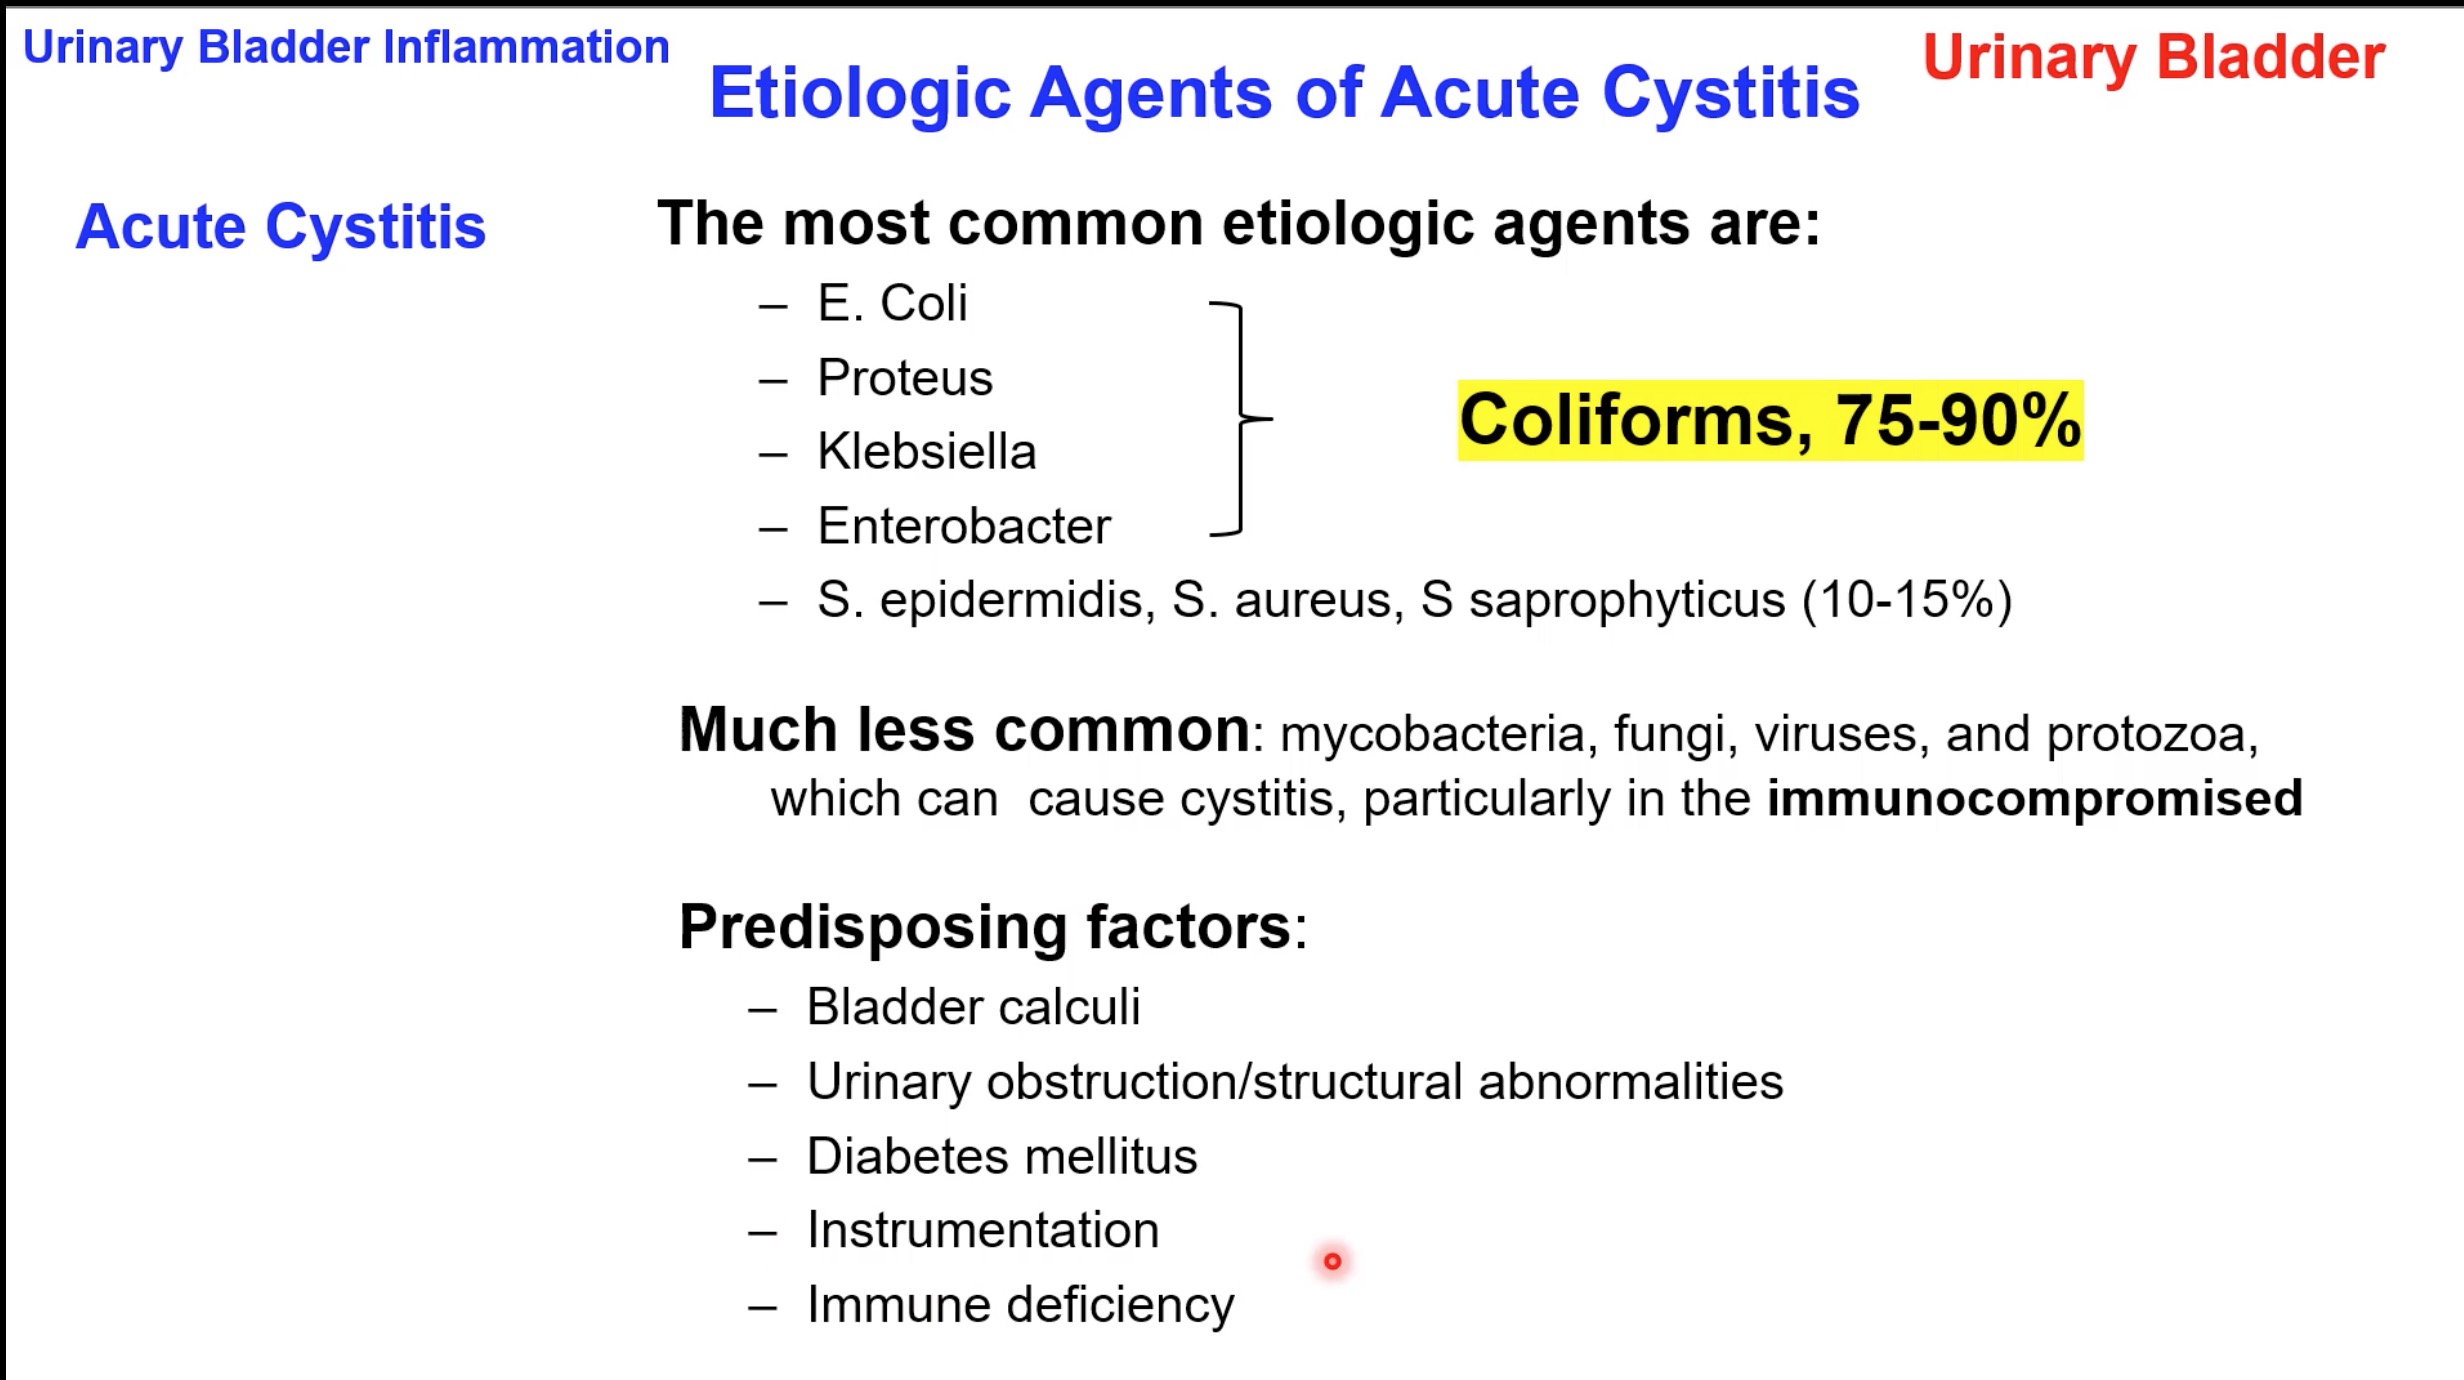 Urinary Bladder Inflammation
Urinary Bladder
Etiologic Agents of Acute Cystitis
Acute Cystitis
The most common etiologic agents are:
– E. Coli
– Proteus
– Klebsiella
– Enterobacter
Coliforms, 75-90%
– S. epidermidis, S. aureus, S saprophyticus (10-15%)
Much less common: mycobacteria, fungi, viruses, and protozoa,
which can  cause cystitis, particularly in the immunocompromised
Predisposing factors:
– Bladder calculi
– Urinary obstruction/structural abnormalities
– Diabetes mellitus
– Instrumentation
– Immune deficiency